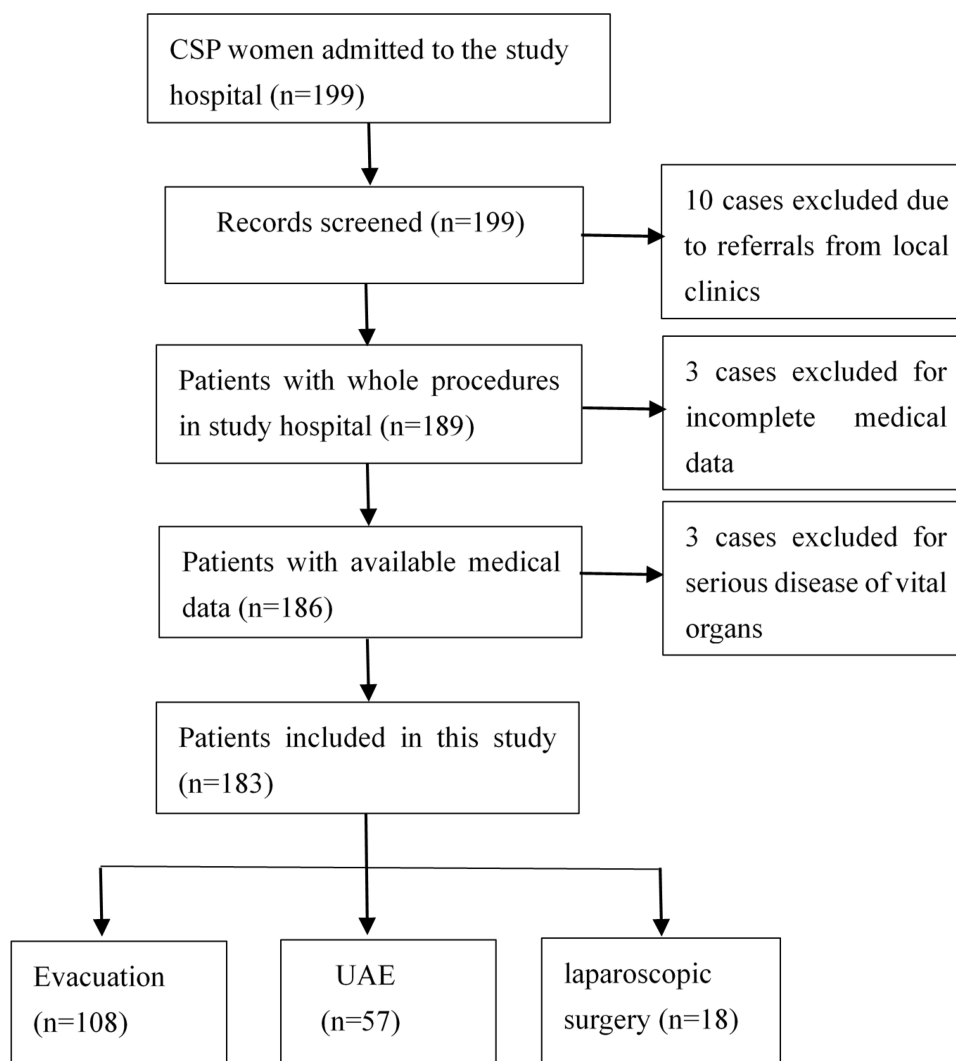 CSP women admitted to the study
hospital (n=199)
Records screened (n=199)
10 cases excluded due
to referrals from local
clinics
Patients with whole procedures
in study hospital (n=189)
3 cases excluded for
incomplete medical
data
Patients with available medical
data (n=186)
3 cases excluded for
serious disease of vital
organs
Patients included in this study
(n=183)
Evacuation
(n=108)
UAE
(n=57)
laparoscopic
surgery (n=18)